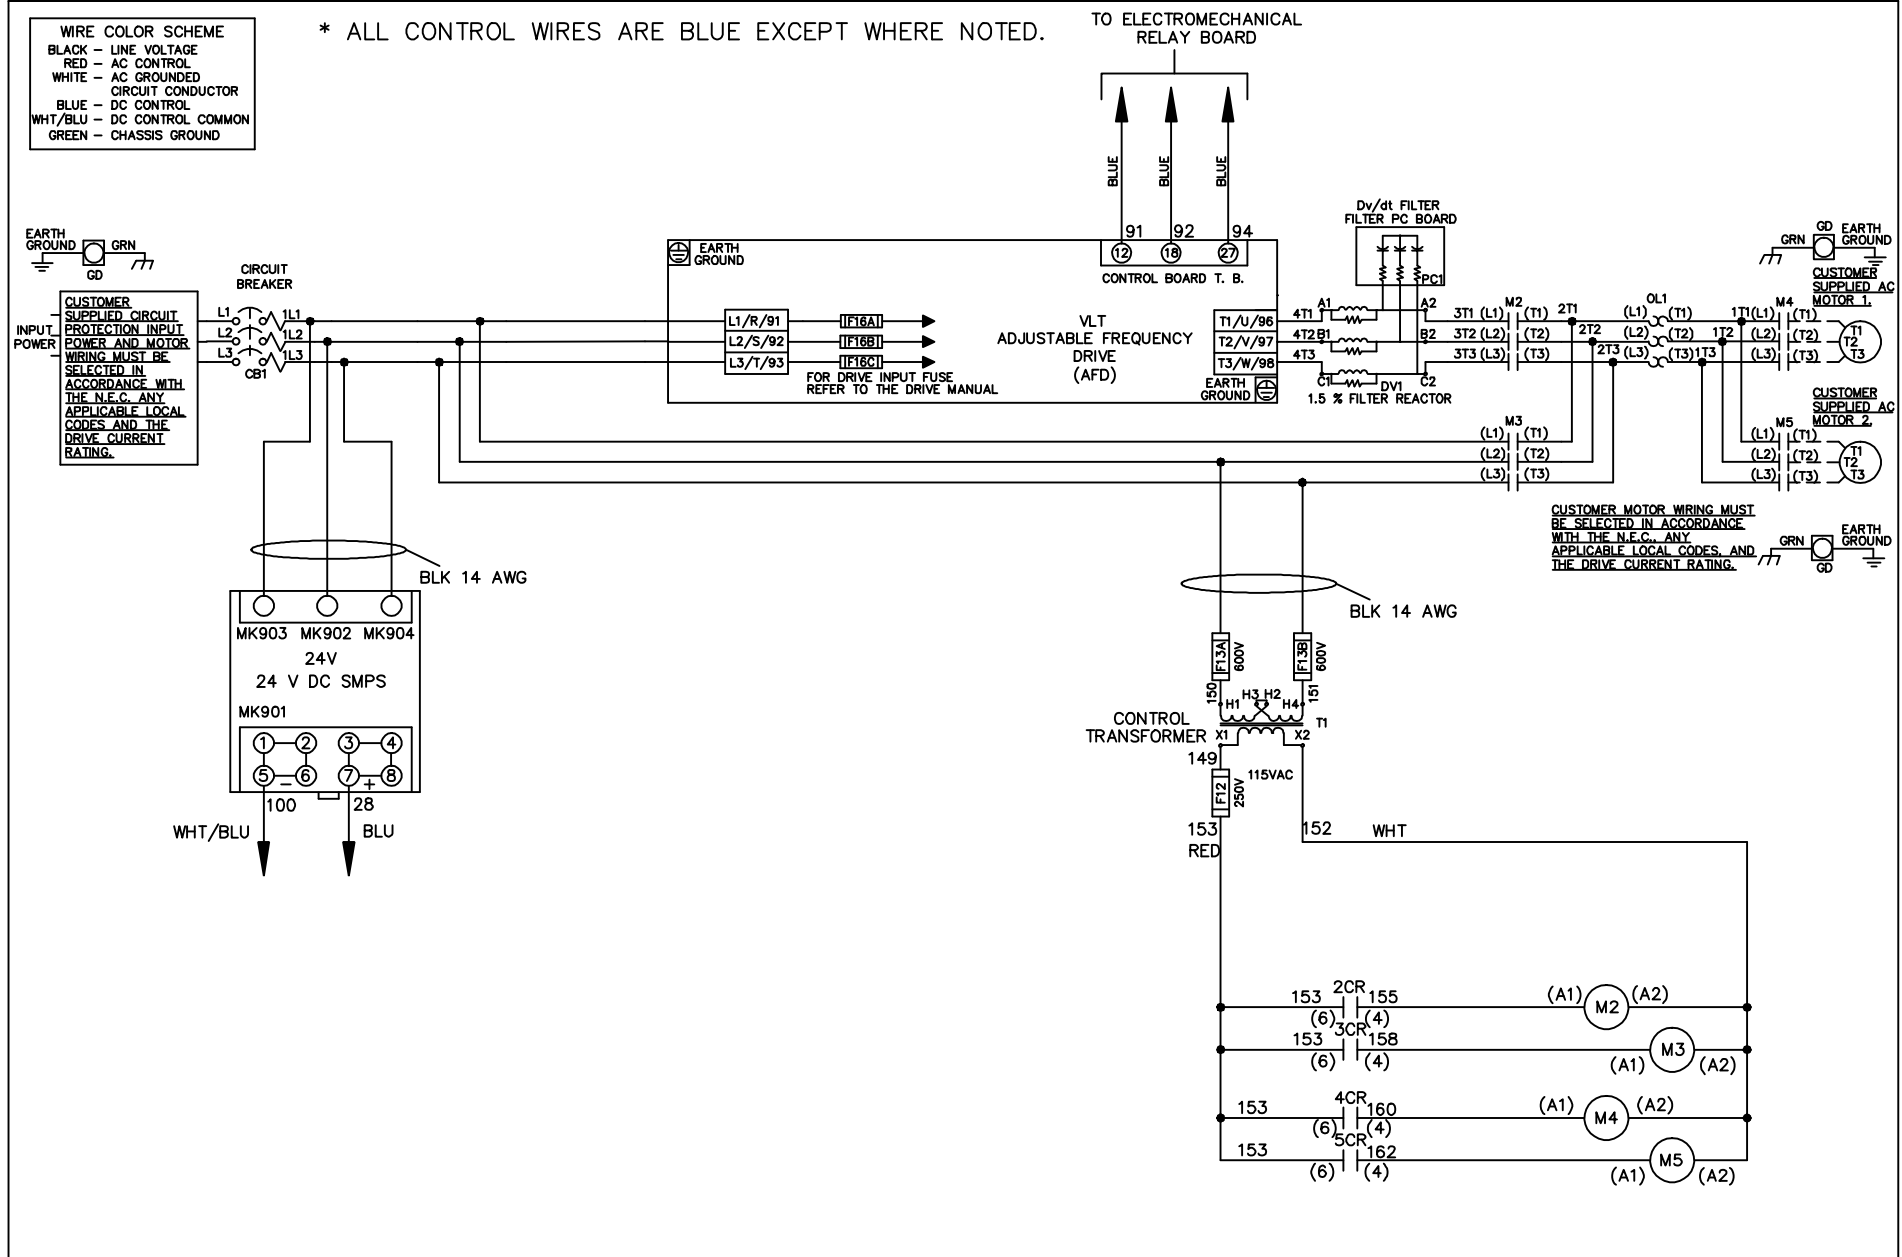 WIRE COLOR SCHEME
BLACK – LINE VOLTAGE
RED – AC CONTROL
WHITE – AC GROUNDED
CIRCUIT CONDUCTOR
BLUE – DC CONTROL
WHT/BLU – DC CONTROL COMMON
GREEN – CHASSIS GROUND
* ALL CONTROL WIRES ARE BLUE EXCEPT WHERE NOTED.
TO ELECTROMECHANICAL
RELAY BOARD
BLUE
BLUE
BLUE
91 92 94
12 18 27
CONTROL BOARD T. B.
EARTH
GROUND
GRN
GD
CIRCUIT
BREAKER
CUSTOMER
SUPPLIED CIRCUIT
PROTECTION INPUT
POWER AND MOTOR
WIRING MUST BE
SELECTED IN
ACCORDANCE WITH
THE N.E.C. ANY
APPLICABLE LOCAL
CODES AND THE
DRIVE CURRENT
RATING.
INPUT
POWER
L1 1L1
L2 1L2
L3 1L3
CB1
EARTH
GROUND
L1/R/91 F16A
L2/S/92 F16B
L3/T/93 F16C
FOR DRIVE INPUT FUSE
REFER TO THE DRIVE MANUAL
VLT
ADJUSTABLE FREQUENCY
DRIVE
(AFD)
T1/U/96
T2/V/97
T3/W/98
EARTH
GROUND
Dv/dt FILTER
FILTER PC BOARD
PC1
4T1 A1 A2
4T2 B1 B2
4T3 C1 C2
DV1
1.5 % FILTER REACTOR
M2
3T1 (L1) (T1) 2T1
3T2 (L2) (T2) 2T2
3T3 (L3) (T3) 2T3
OL1
(L1) (T1) 1T1
(L2) (T2) 1T2
(L3) (T3) 1T3
GRN
GD
EARTH
GROUND
CUSTOMER
SUPPLIED AC
MOTOR 1.
M4
(L1) (T1) T1
(L2) (T2) T2
(L3) (T3) T3
CUSTOMER
SUPPLIED AC
MOTOR 2.
M3
(L1) (T1)
(L2) (T2)
(L3) (T3)
M5
(L1) (T1) T1
(L2) (T2) T2
(L3) (T3) T3
CUSTOMER MOTOR WIRING MUST
BE SELECTED IN ACCORDANCE
WITH THE N.E.C., ANY
APPLICABLE LOCAL CODES, AND
THE DRIVE CURRENT RATING.
GRN
GD
EARTH
GROUND
BLK 14 AWG
MK903 MK902 MK904
24V
24 V DC SMPS
MK901
1 2 3 4
5 6 7 8
– +
100 28
WHT/BLU BLU
BLK 14 AWG
F13A 600V
F13B 600V
150 151
H1 H3 H2 H4
CONTROL
TRANSFORMER
T1
X1 X2
149
115VAC
F12 250V
153
RED
152 WHT
153 2CR 155 (A1) M2 (A2)
(6) (4)
153 3CR 158 M3
(6) (4) (A1) (A2)
153 4CR 160 (A1) M4 (A2)
(6) (4)
153 5CR 162 M5
(6) (4) (A1) (A2)